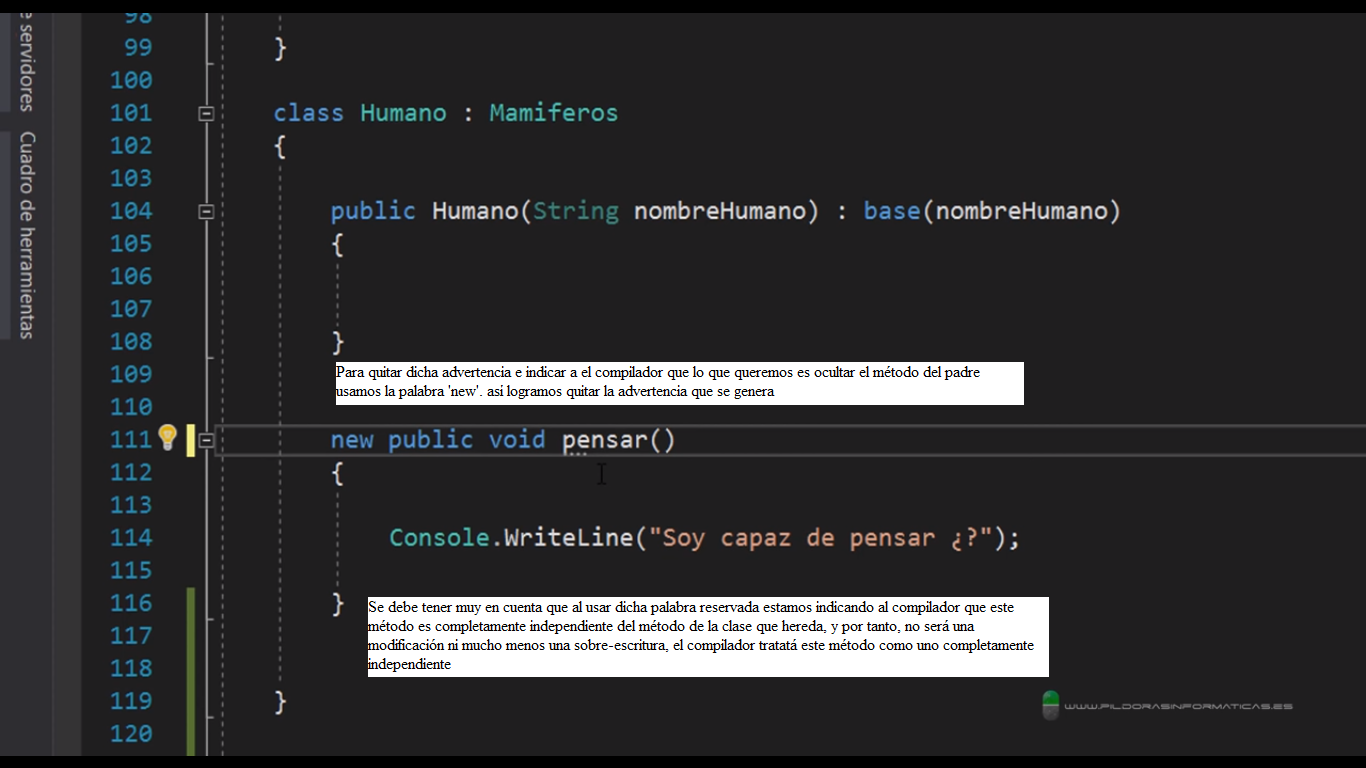 98
e servidores
Cuadro de herramientas
99 }
100
101 class Humano : Mamiferos
102 {
103
104 public Humano(String nombreHumano) : base(nombreHumano)
105 {
106
107
108 }
109
Para quitar dicha advertencia e indicar a el compilador que lo que queremos es ocultar el método del padre
usamos la palabra 'new'. así logramos quitar la advertencia que se genera
110
111 new public void pensar()
112 {
113
114 Console.WriteLine("Soy capaz de pensar ¿?");
115
116 }
Se debe tener muy en cuenta que al usar dicha palabra reservada estamos indicando al compilador que este
método es completamente independiente del método de la clase que hereda, y por tanto, no será una
modificación ni mucho menos una sobre-escritura, el compilador tratatá este método como uno completamente
independiente
117
118
119 }
120
WWW.PILDORASINFORMATICAS.ES